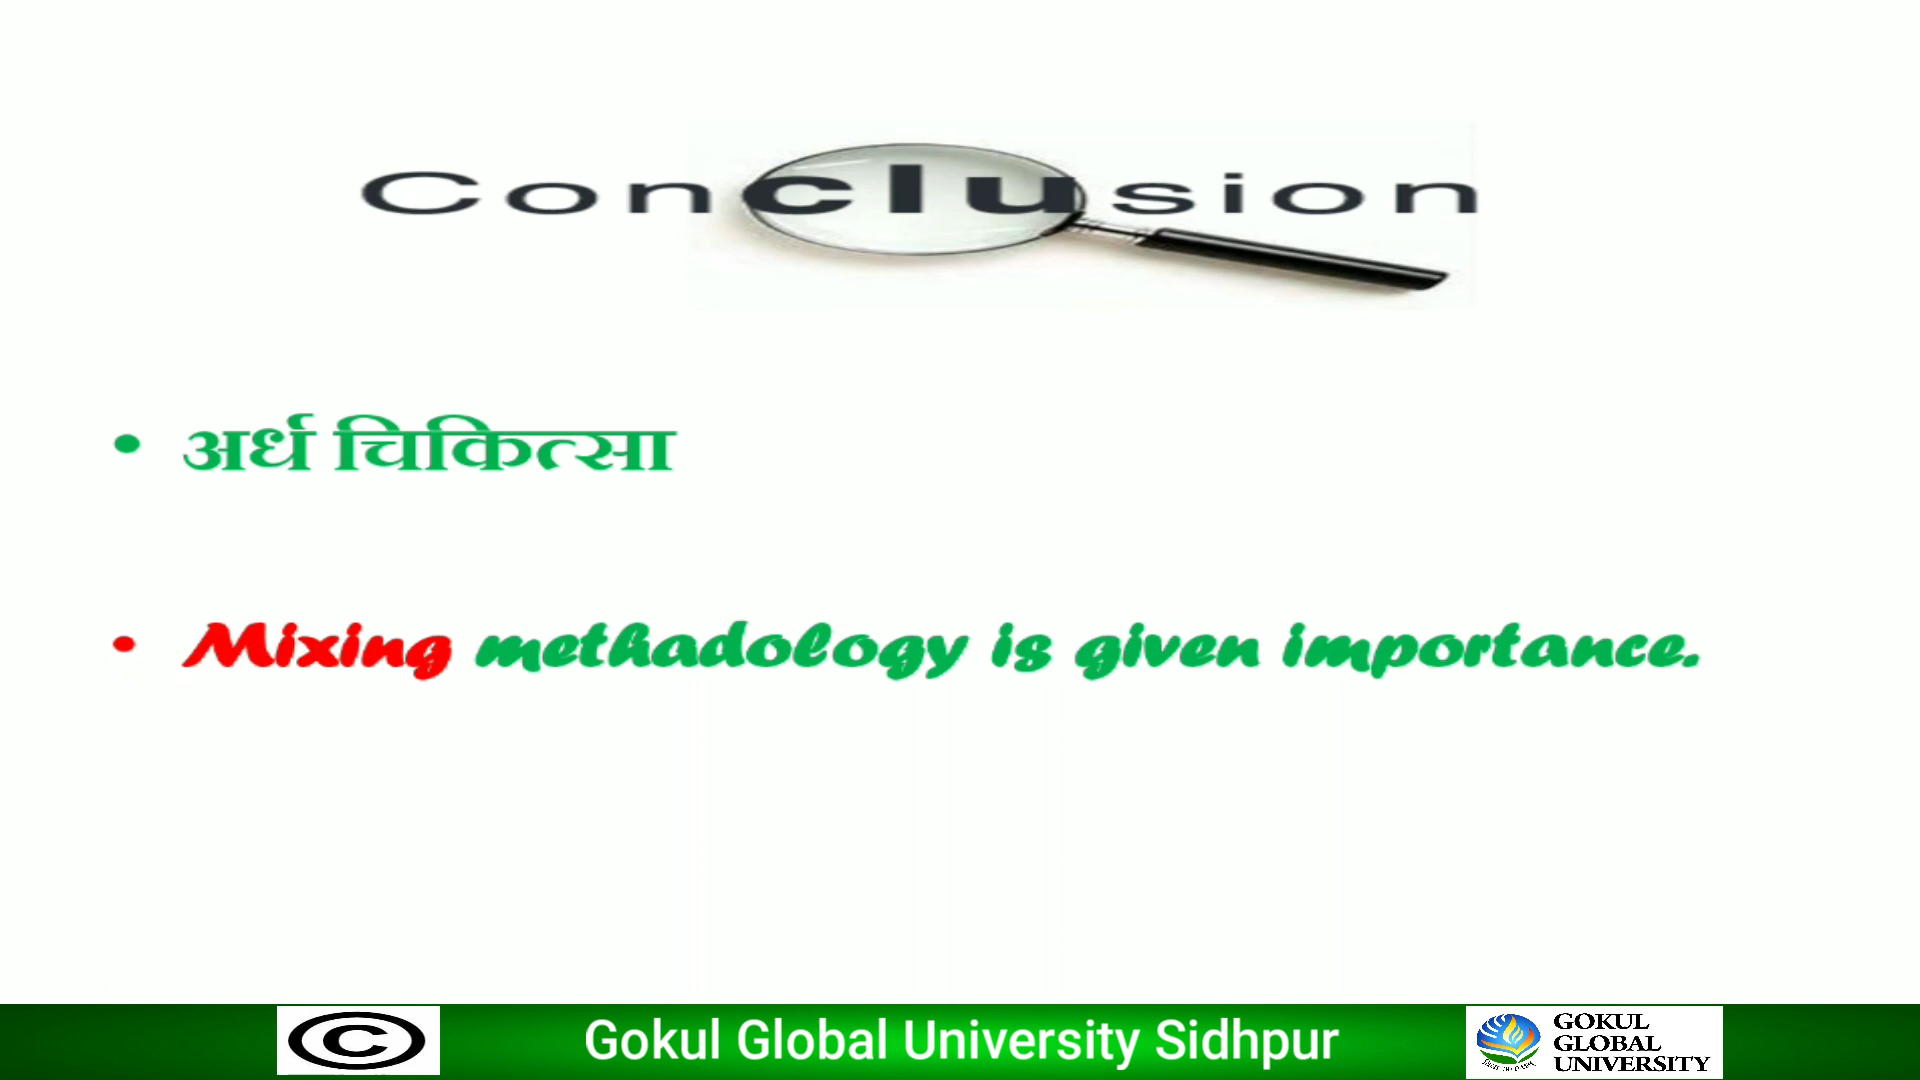 Conclusion
• अर्ध चिकित्सा
• Mixing methadology is given importance.
© Gokul Global University Sidhpur
GOKUL
GLOBAL
UNIVERSITY